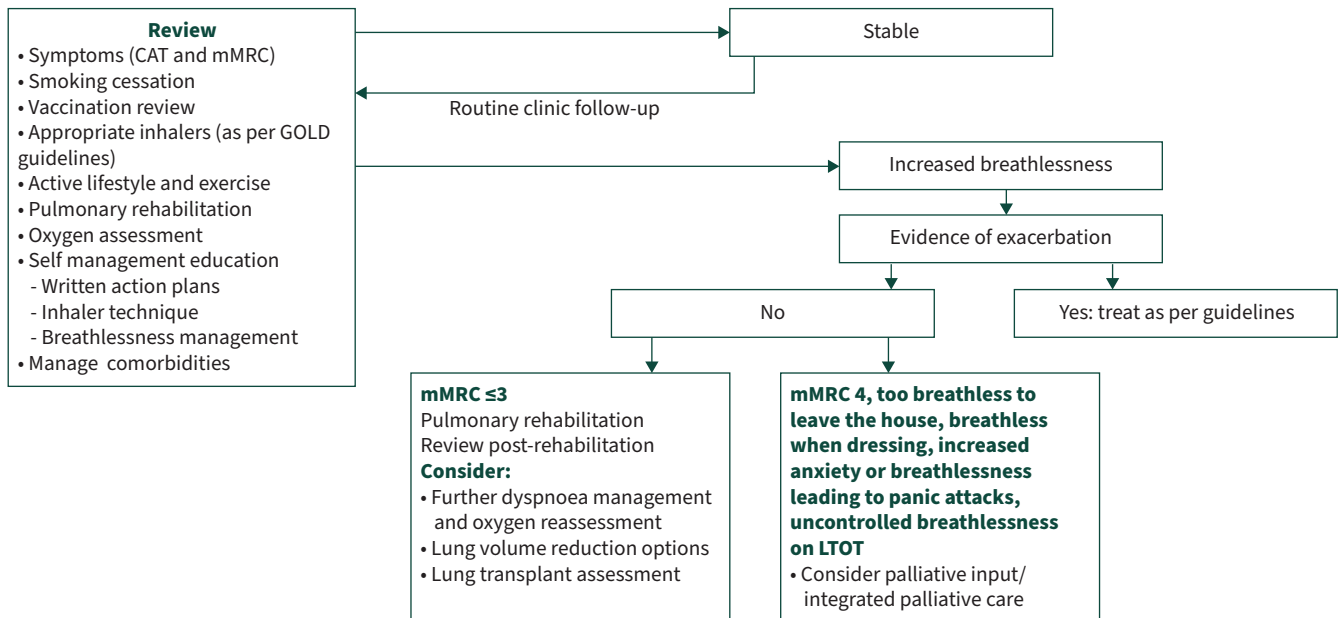 Review
• Symptoms (CAT and mMRC)
• Smoking cessation
• Vaccination review
• Appropriate inhalers (as per GOLD
guidelines)
• Active lifestyle and exercise
• Pulmonary rehabilitation
• Oxygen assessment
• Self management education
- Written action plans
- Inhaler technique
- Breathlessness management
• Manage comorbidities
Stable
Routine clinic follow-up
Increased breathlessness
Evidence of exacerbation
No
Yes: treat as per guidelines
mMRC ≤3
Pulmonary rehabilitation
Review post-rehabilitation
Consider:
• Further dyspnoea management
and oxygen reassessment
• Lung volume reduction options
• Lung transplant assessment
mMRC 4, too breathless to
leave the house, breathless
when dressing, increased
anxiety or breathlessness
leading to panic attacks,
uncontrolled breathlessness
on LTOT
• Consider palliative input/
integrated palliative care